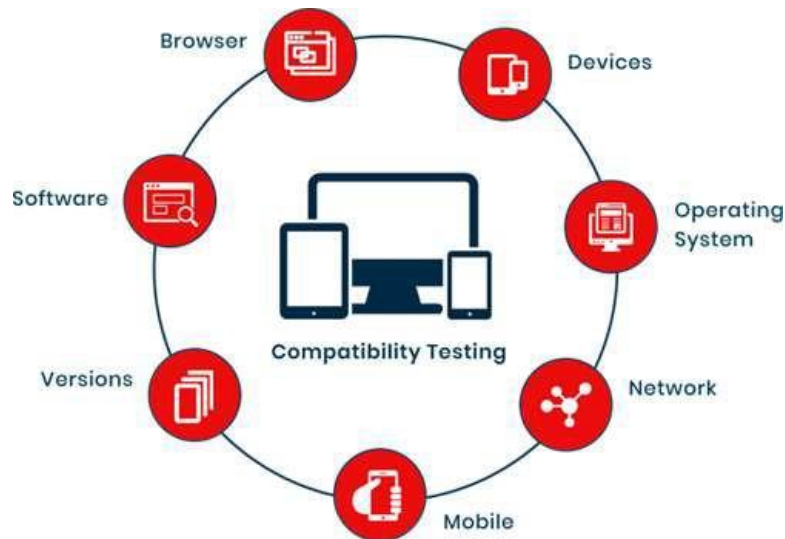 Browser
Devices
Software
Operating
System
Compatibility Testing
Versions
Network
Mobile